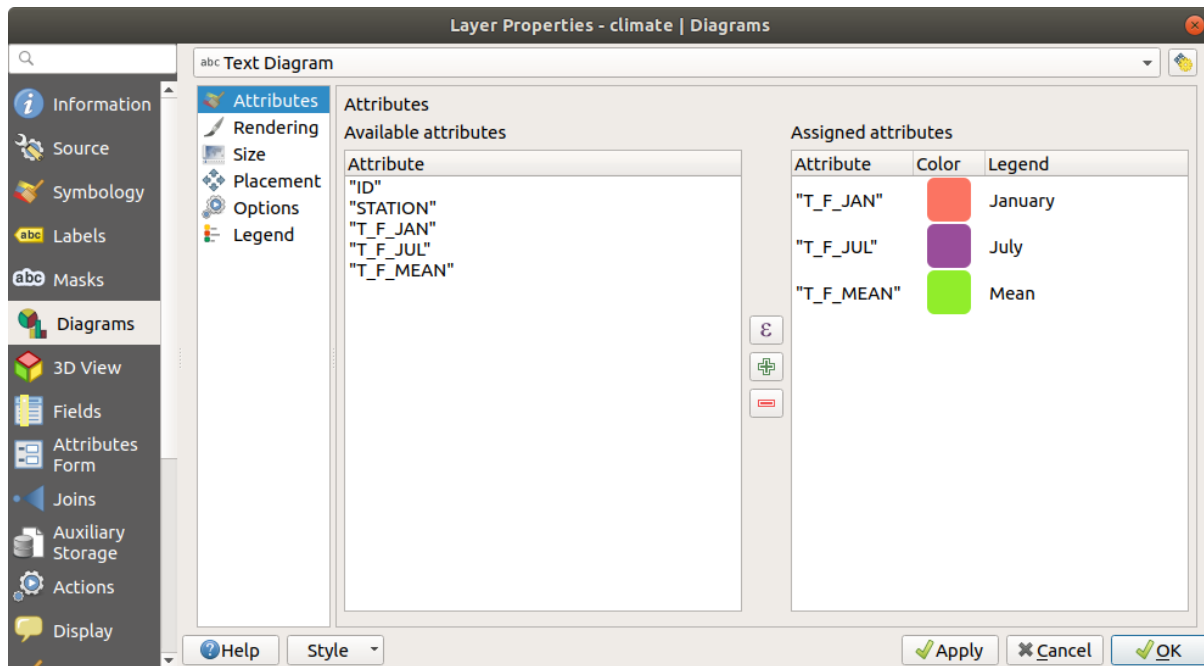 Layer Properties - climate | Diagrams
abc Text Diagram
i Information
Source
Symbology
abc Labels
abc Masks
Diagrams
3D View
Fields
Attributes
Form
Joins
Auxiliary
Storage
Actions
Display
Attributes
Rendering
Size
Placement
Options
Legend
Attributes
Available attributes
Attribute
"ID"
"STATION"
"T_F_JAN"
"T_F_JUL"
"T_F_MEAN"
ε
Assigned attributes
Attribute Color Legend
"T_F_JAN" January
"T_F_JUL" July
"T_F_MEAN" Mean
?Help Style Apply Cancel OK